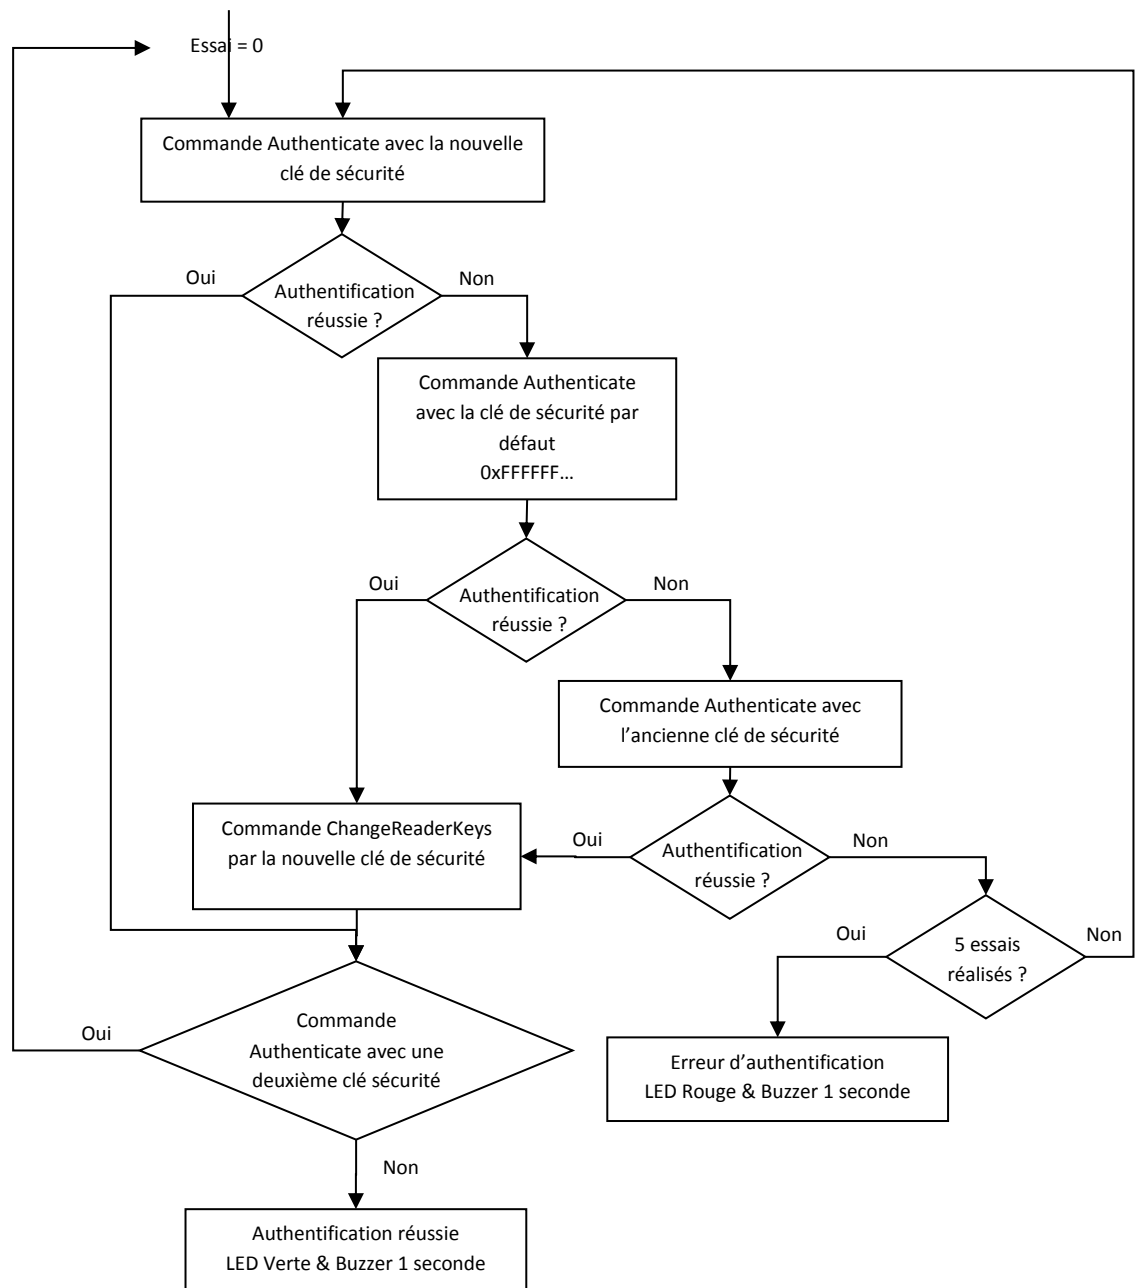 Essai = 0
Commande Authenticate avec la nouvelle
clé de sécurité
Oui
Non
Authentification
réussie ?
Commande Authenticate
avec la clé de sécurité par
défaut
0xFFFFFF…
Oui
Non
Authentification
réussie ?
Commande Authenticate avec
l’ancienne clé de sécurité
Commande ChangeReaderKeys
par la nouvelle clé de sécurité
Oui
Non
Authentification
réussie ?
Oui
Non
5 essais
réalisés ?
Oui
Commande
Authenticate avec une
deuxième clé sécurité
Erreur d’authentification
LED Rouge & Buzzer 1 seconde
Non
Authentification réussie
LED Verte & Buzzer 1 seconde